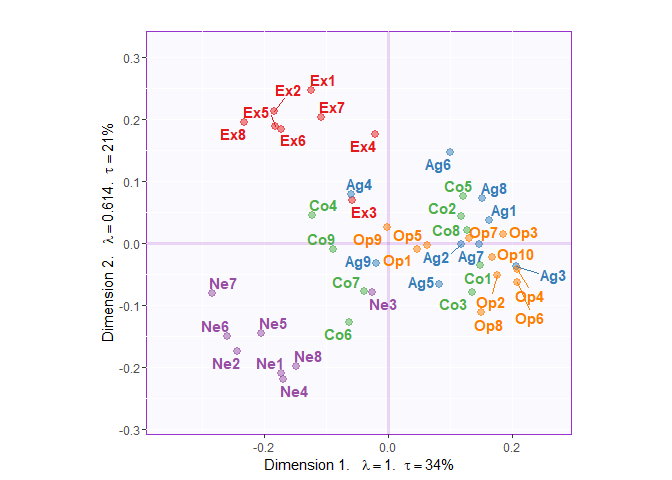 0.3
0.2
0.1
0.0
-0.1
-0.2
-0.3
Dimension 2. λ=0.614. τ=21%
Ex1
Ex2
Ex5
Ex7
Ex8
Ex6
Ex4
Ag6
Ag4
Co5
Ag8
Co4
Ex3
Co2
Ag1
Co9
Op9
Op5
Co8
Op7
Op3
Ag9
Op1
Ag2
Ag7
Op10
Ne7
Co7
Ne3
Ag5
Co1
Ag3
Co3
Op2
Op4
Ne6
Ne5
Co6
Op8
Op6
Ne2
Ne1
Ne8
Ne4
-0.2
0.0
0.2
Dimension 1. λ=1. τ=34%